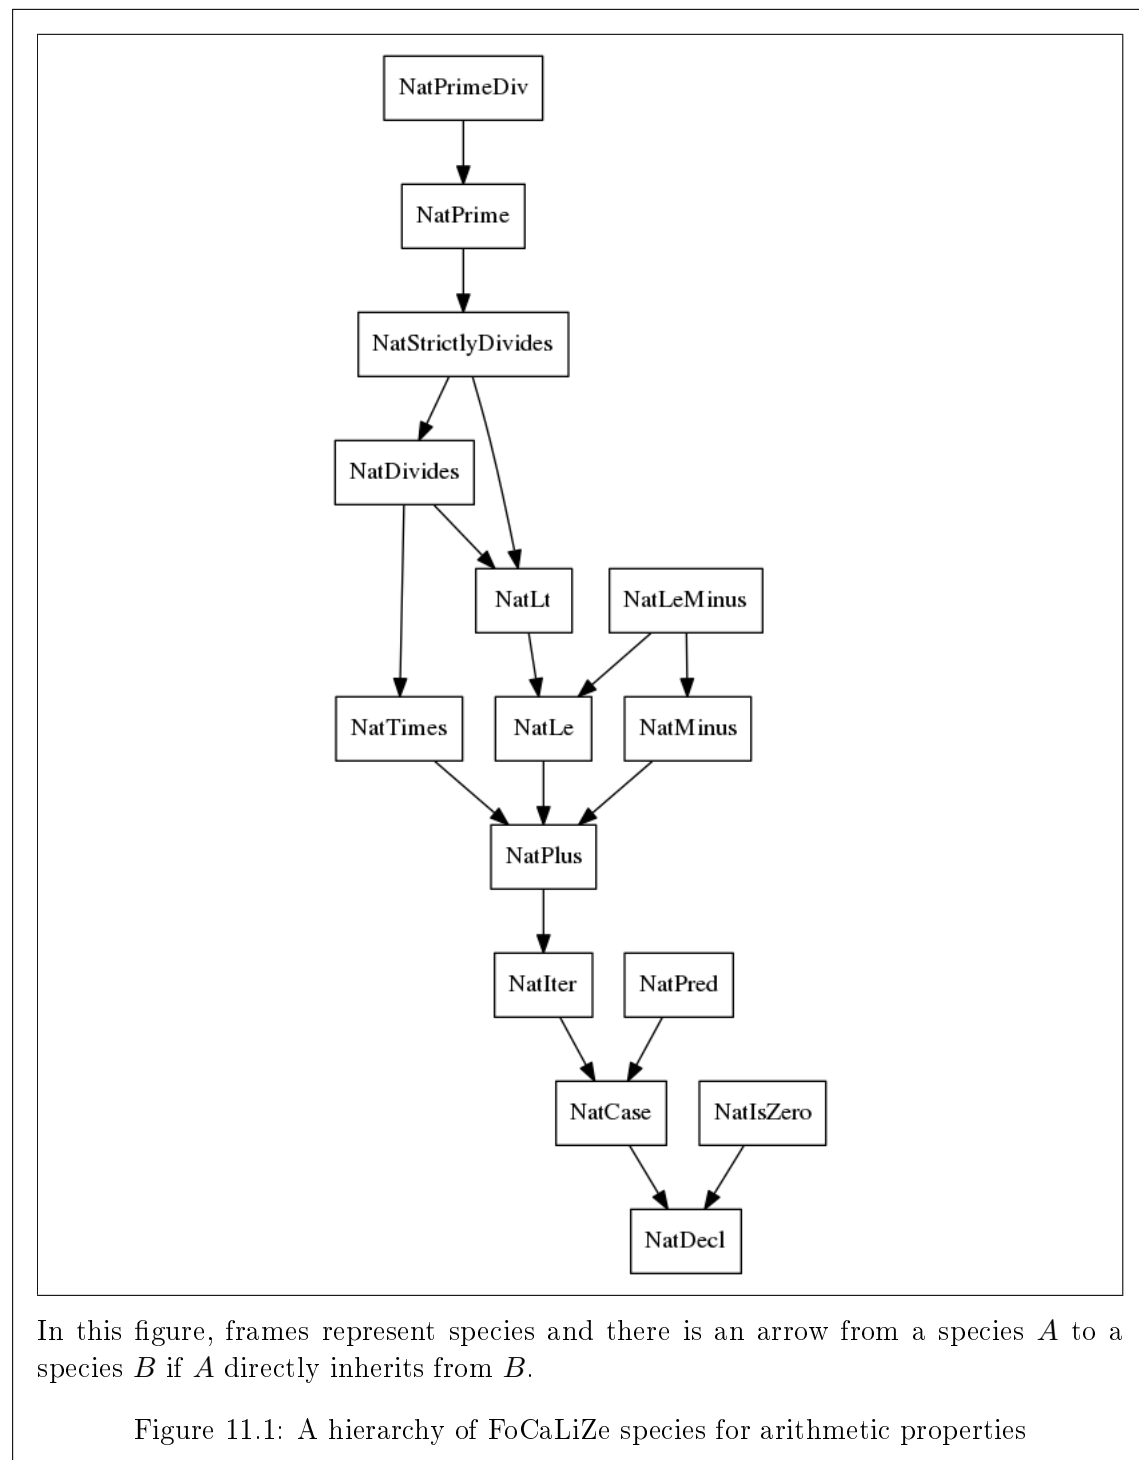 NatPrimeDiv
NatPrime
NatStrictlyDivides
NatDivides
NatLt
NatLeMinus
NatTimes
NatLe
NatMinus
NatPlus
NatIter
NatPred
NatCase
NatIsZero
NatDecl
In this figure, frames represent species and there is an arrow from a species A to a
species B if A directly inherits from B.
Figure 11.1: A hierarchy of FoCaLiZe species for arithmetic properties